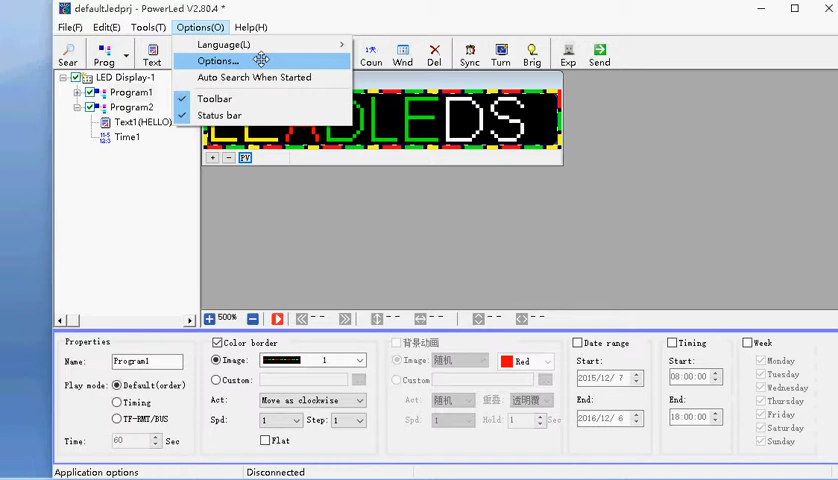 default.ledprj - PowerLed V2.80.4 *
File(F) Edit(E) Tools(T) Options(O) Help(H)
Language(L)
Options...
Auto Search When Started
Toolbar
Status bar
Sear Prog Text Coun Wnd Del Sync Turn Brig Exp Send
LED Display-1
Program1
Program2
Text1(HELLO)
Time1
LEADLEDS
PV
500%
Properties
Name: Program1
Play mode: Default(order)
Timing
TF-RMT/BUS
Time: 60 Sec
Color border
Image: 1
Custom:
Act: Move as clockwise
Spd: 1 Step: 1
Flat
背景动画
Image: 随机 Red
Custom
Act: 随机 重叠: 透明覆
Spd: 1 Hold: 1 Sec
Date range
Start:
2015/12/ 7
End:
2016/12/ 6
Timing
Start:
08:00:00
End:
18:00:00
Week
Monday
Tuesday
Wednesday
Thursday
Friday
Saturday
Sunday
Application options Disconnected